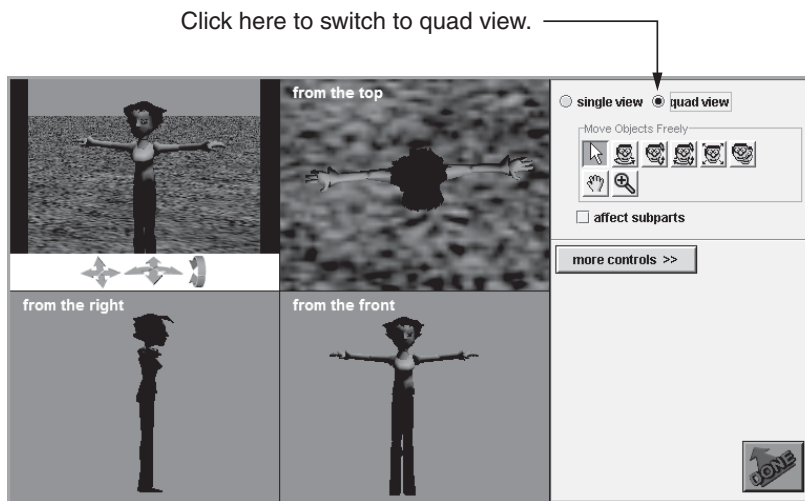 Click here to switch to quad view.
from the top
single view quad view
Move Objects Freely
affect subparts
more controls >>
from the right
from the front
DONE